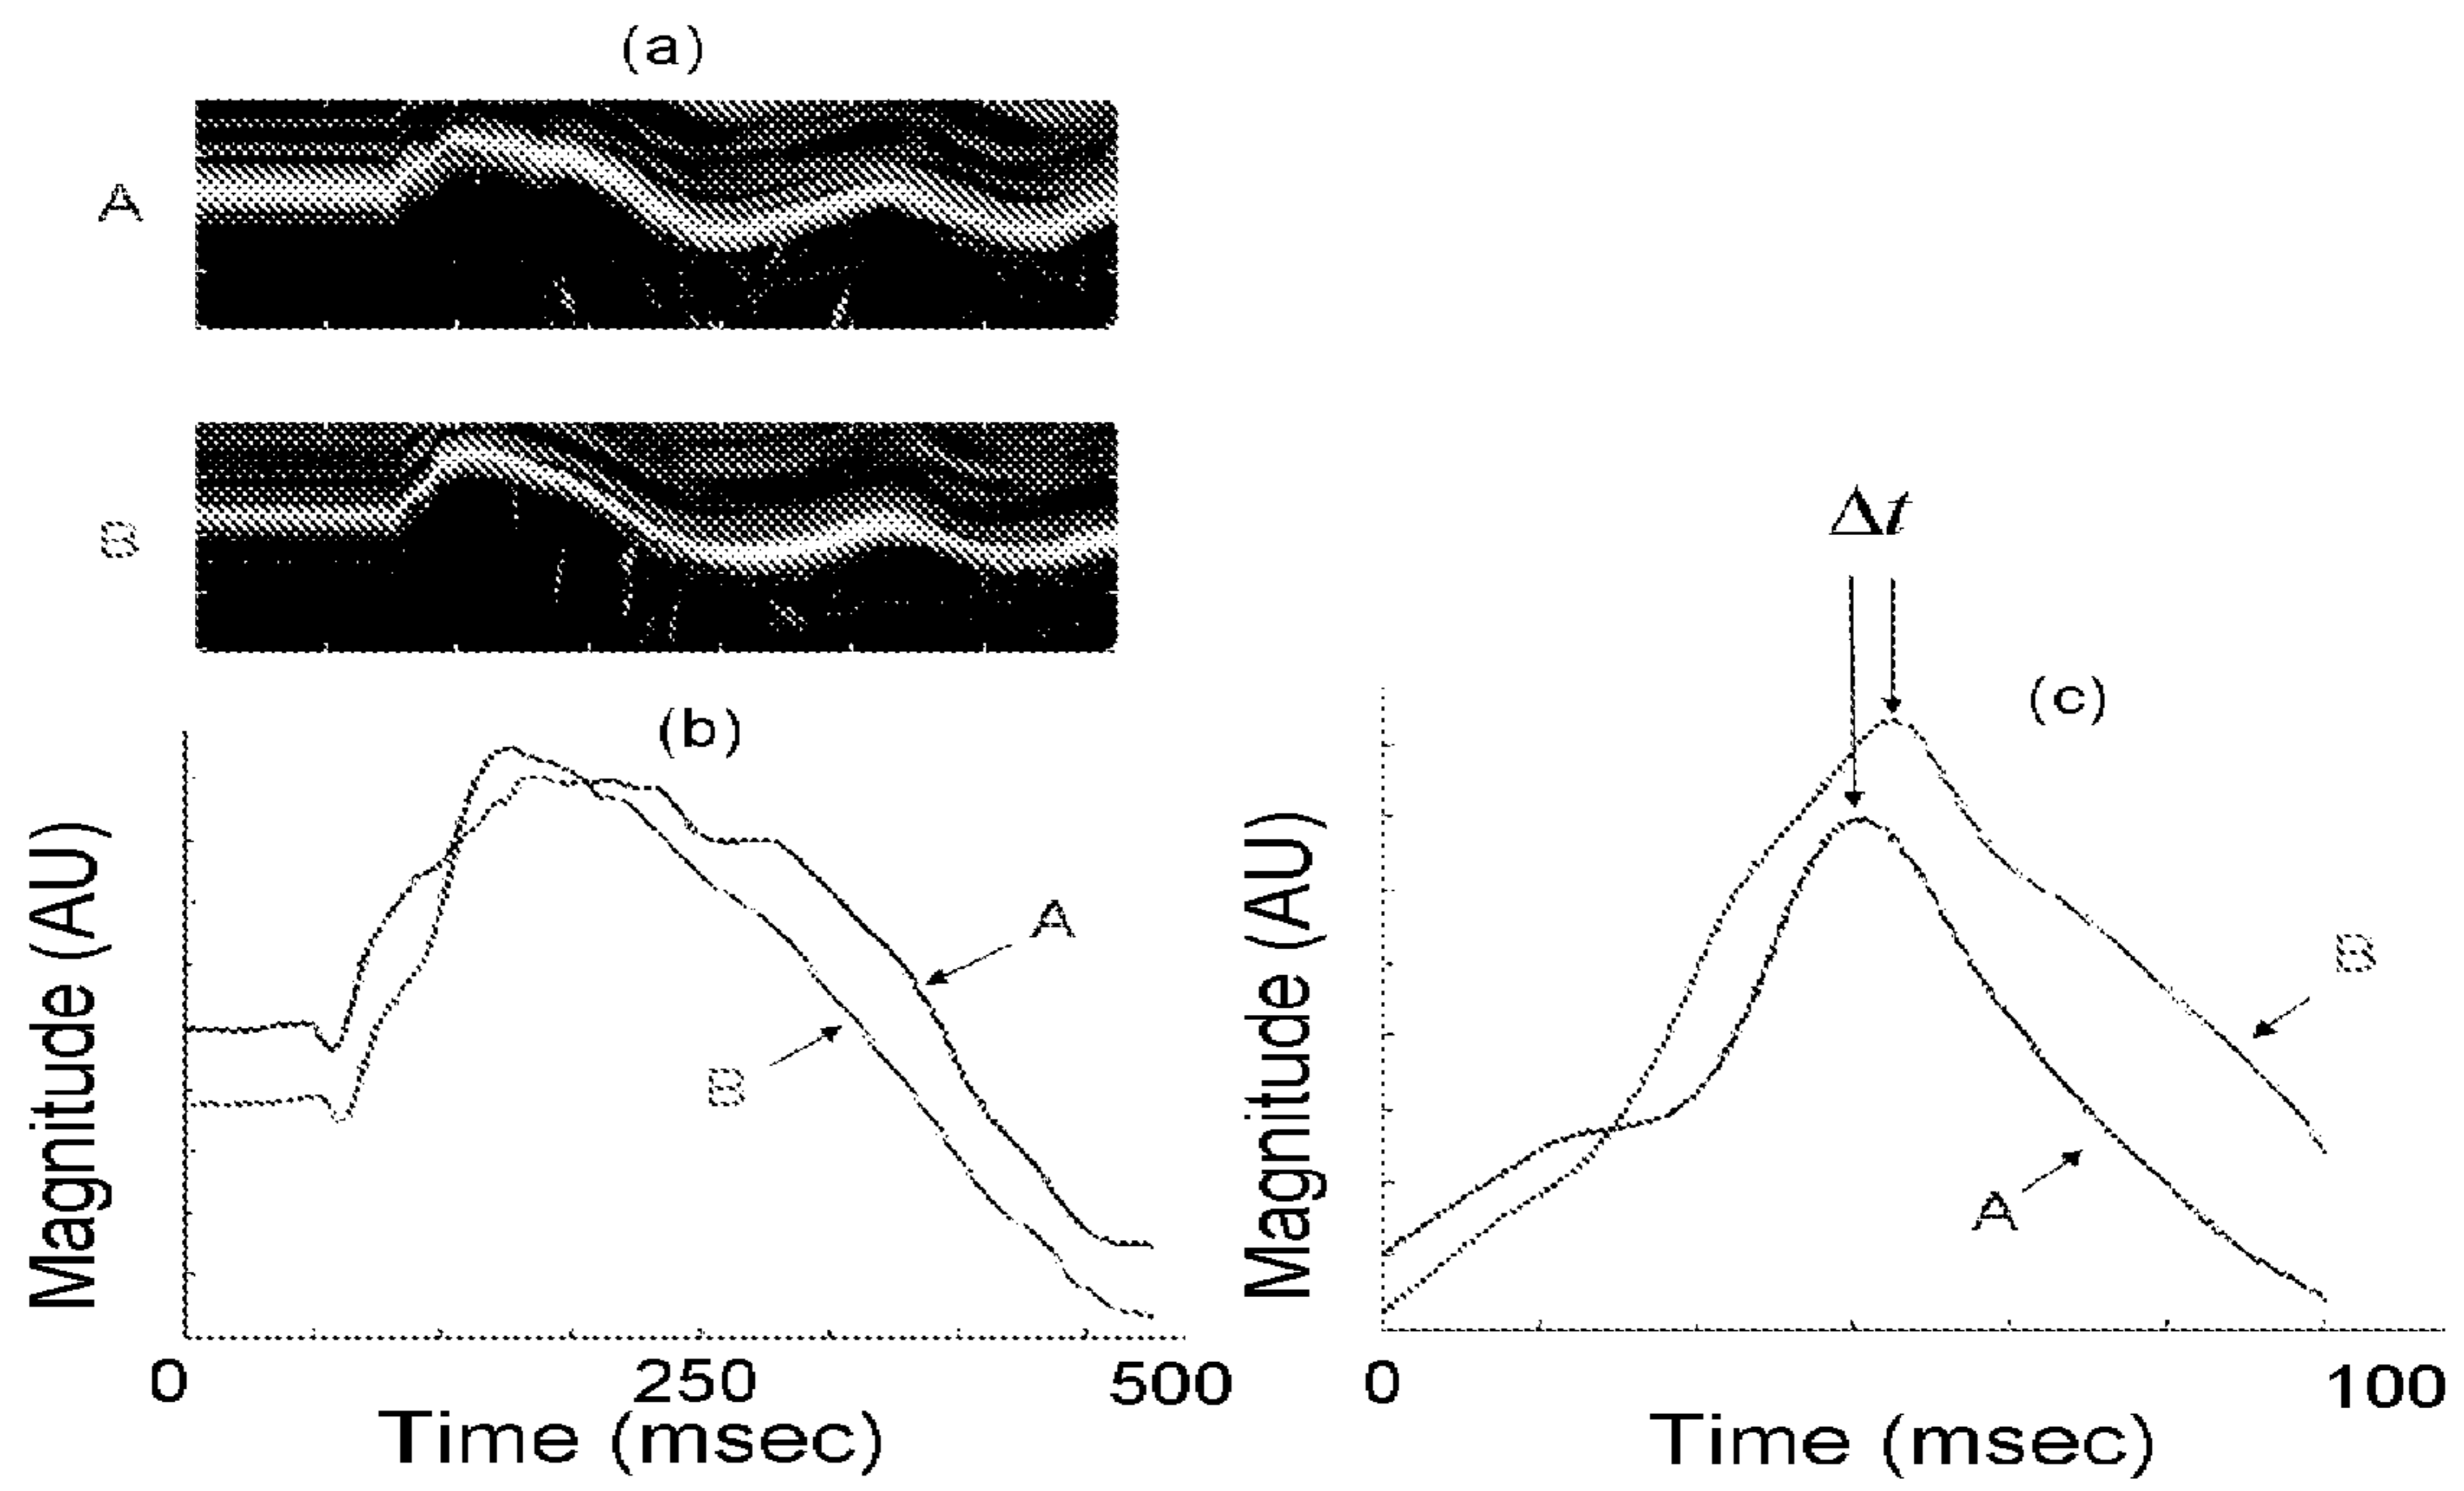 (a)
A
B
Δt
(b)
(c)
Magnitude (AU)
A
B
0
250
500
Time (msec)
Magnitude (AU)
B
A
0
100
Time (msec)